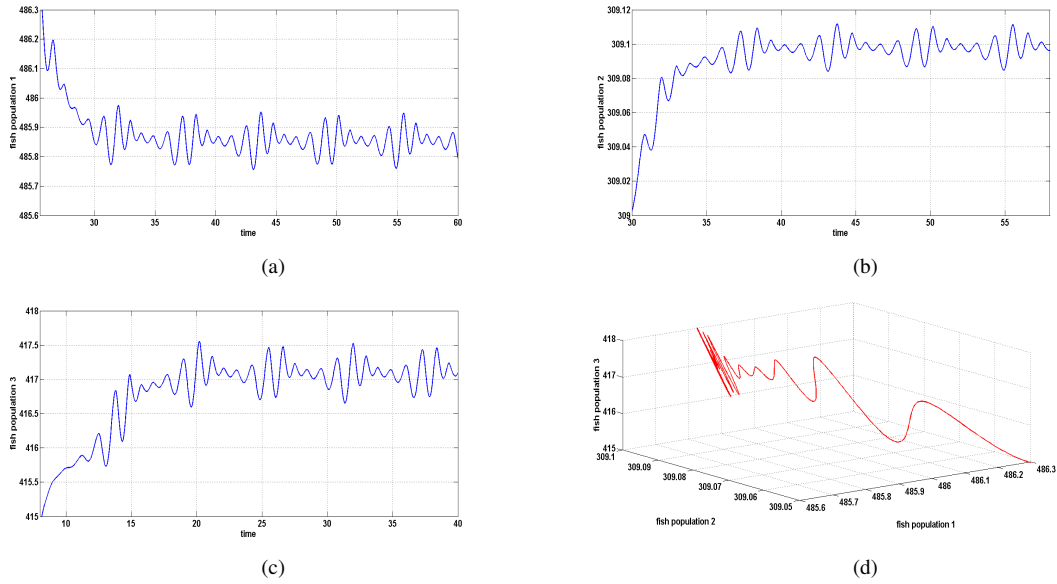 486.3
486.2
486.1
486
485.9
485.8
485.7
485.6
fish population 1
30 35 40 45 50 55 60
time
(a)
309.12
309.1
309.08
309.06
309.04
309.02
309
fish population 2
30 35 40 45 50 55
time
(b)
418
417.5
417
416.5
416
415.5
415
fish population 3
10 15 20 25 30 35 40
time
(c)
418
417
416
415
fish population 3
309.1
309.09
309.08
309.07
309.06
309.05
fish population 2
485.6
485.7
485.8
485.9
486
486.1
486.2
486.3
fish population 1
(d)